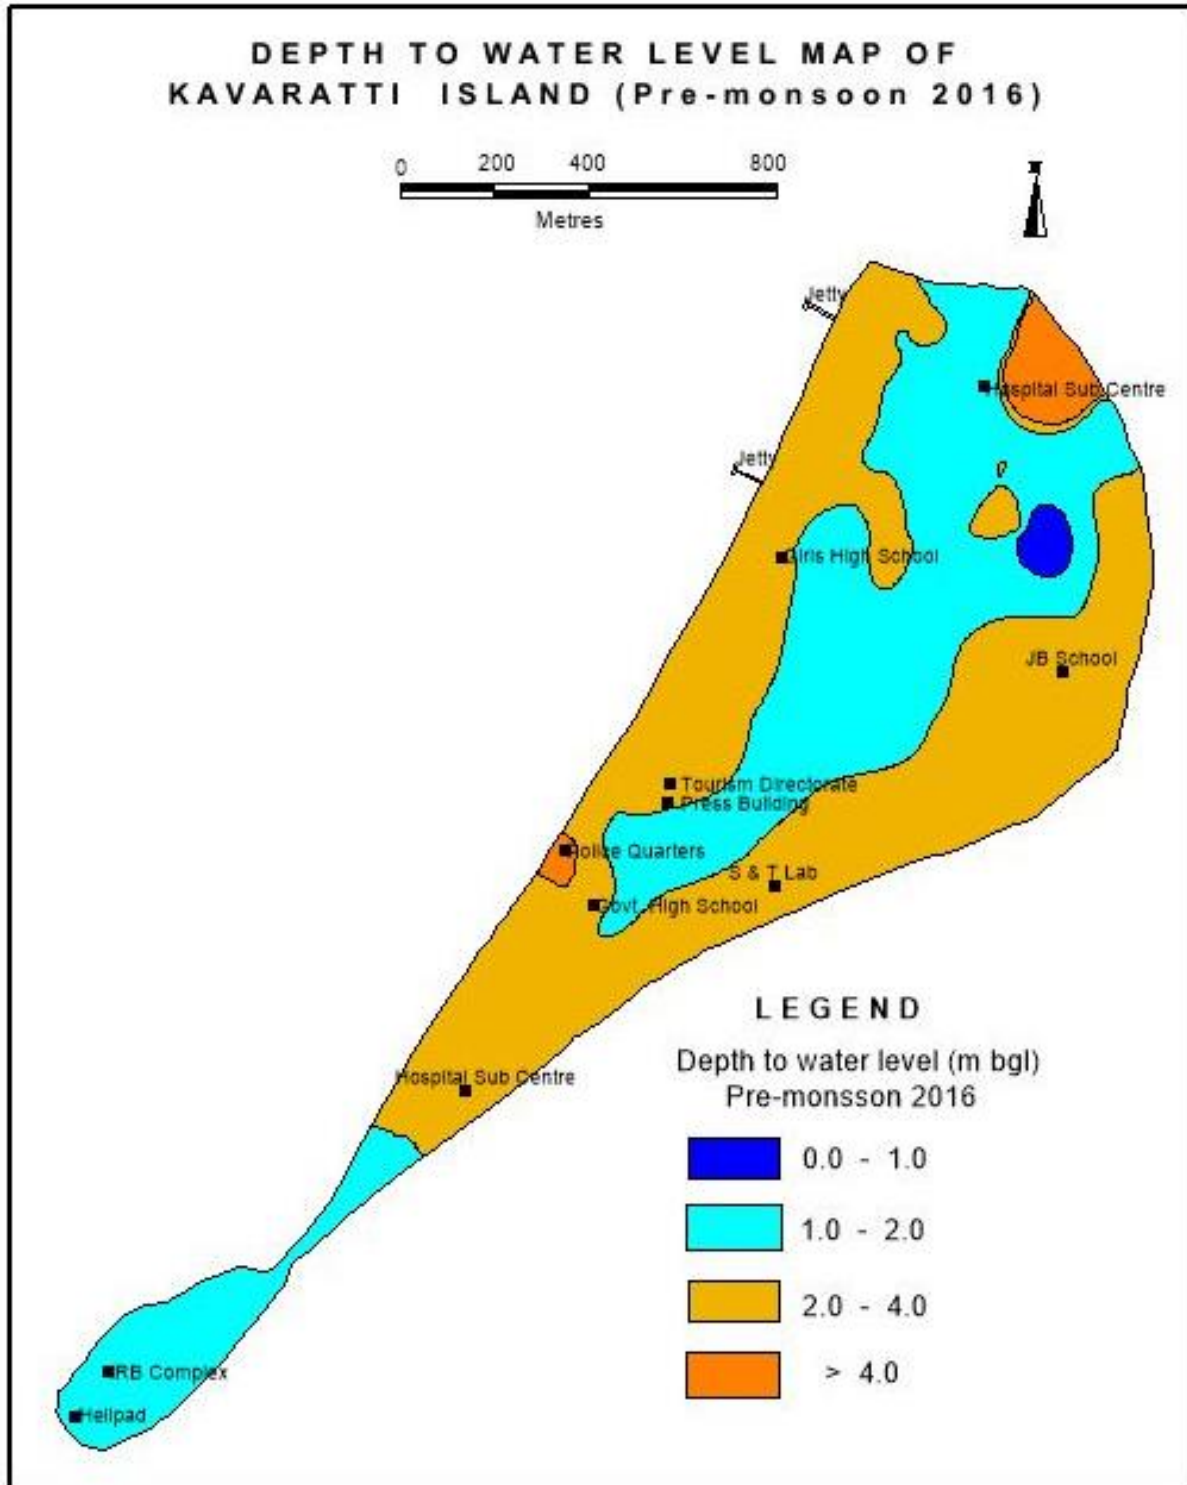 DEPTH TO WATER LEVEL MAP OF
KAVARATTI ISLAND (Pre-monsoon 2016)
0 200 400 800
Metres
N
Jetty
Hospital Sub Centre
Jetty
Girls High School
JB School
Tourism Directorate
Press Building
Police Quarters
S & T Lab
Govt. High School
LEGEND
Depth to water level (m bgl)
Pre-monsson 2016
Hospital Sub Centre
0.0 - 1.0
1.0 - 2.0
2.0 - 4.0
> 4.0
RB Complex
Helipad